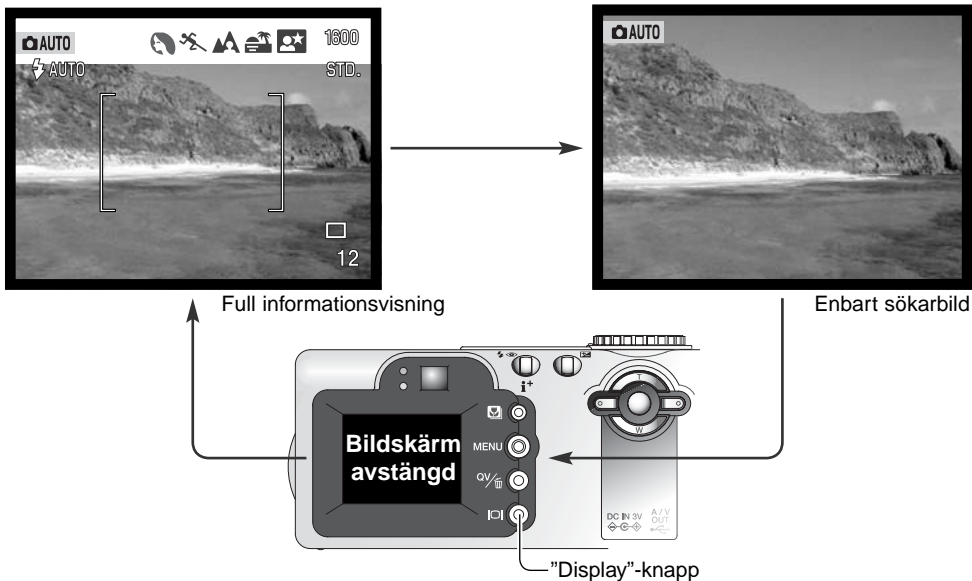 AUTO
1600
AUTO
STD.
12
AUTO
Full informationsvisning
Enbart sökarbild
i+
T
W
Bildskärm
avstängd
MENU
QV/
DC IN 3V
A / V
OUT
"Display"-knapp